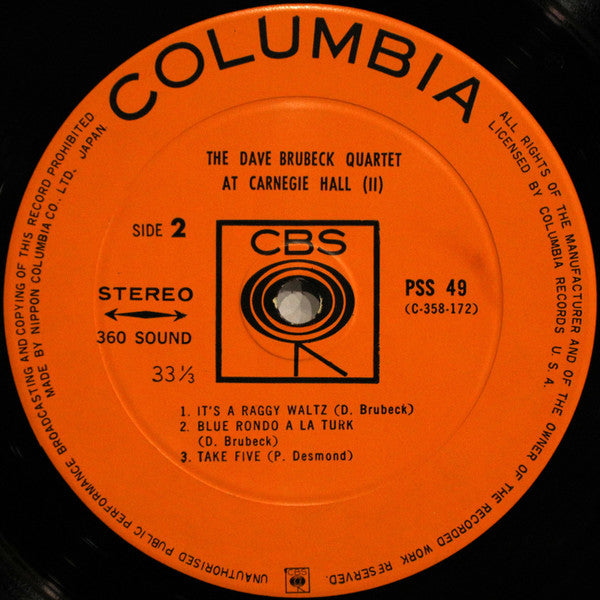 COLUMBIA
THE DAVE BRUBECK QUARTET
AT CARNEGIE HALL (II)
SIDE 2
CBS
STEREO
360 SOUND
33⅓
PSS 49
(C-358-172)
1. IT'S A RAGGY WALTZ (D. Brubeck)
2. BLUE RONDO A LA TURK
(D. Brubeck)
3. TAKE FIVE (P. Desmond)
ALL RIGHTS OF THE MANUFACTURER AND OF THE OWNER OF THE RECORDED WORK RESERVED.
LICENSED BY COLUMBIA RECORDS U. S. A.
UNAUTHORISED PUBLIC PERFORMANCE BROADCASTING AND COPYING OF THIS RECORD PROHIBITED
MADE BY NIPPON COLUMBIA CO., LTD. JAPAN
CBS